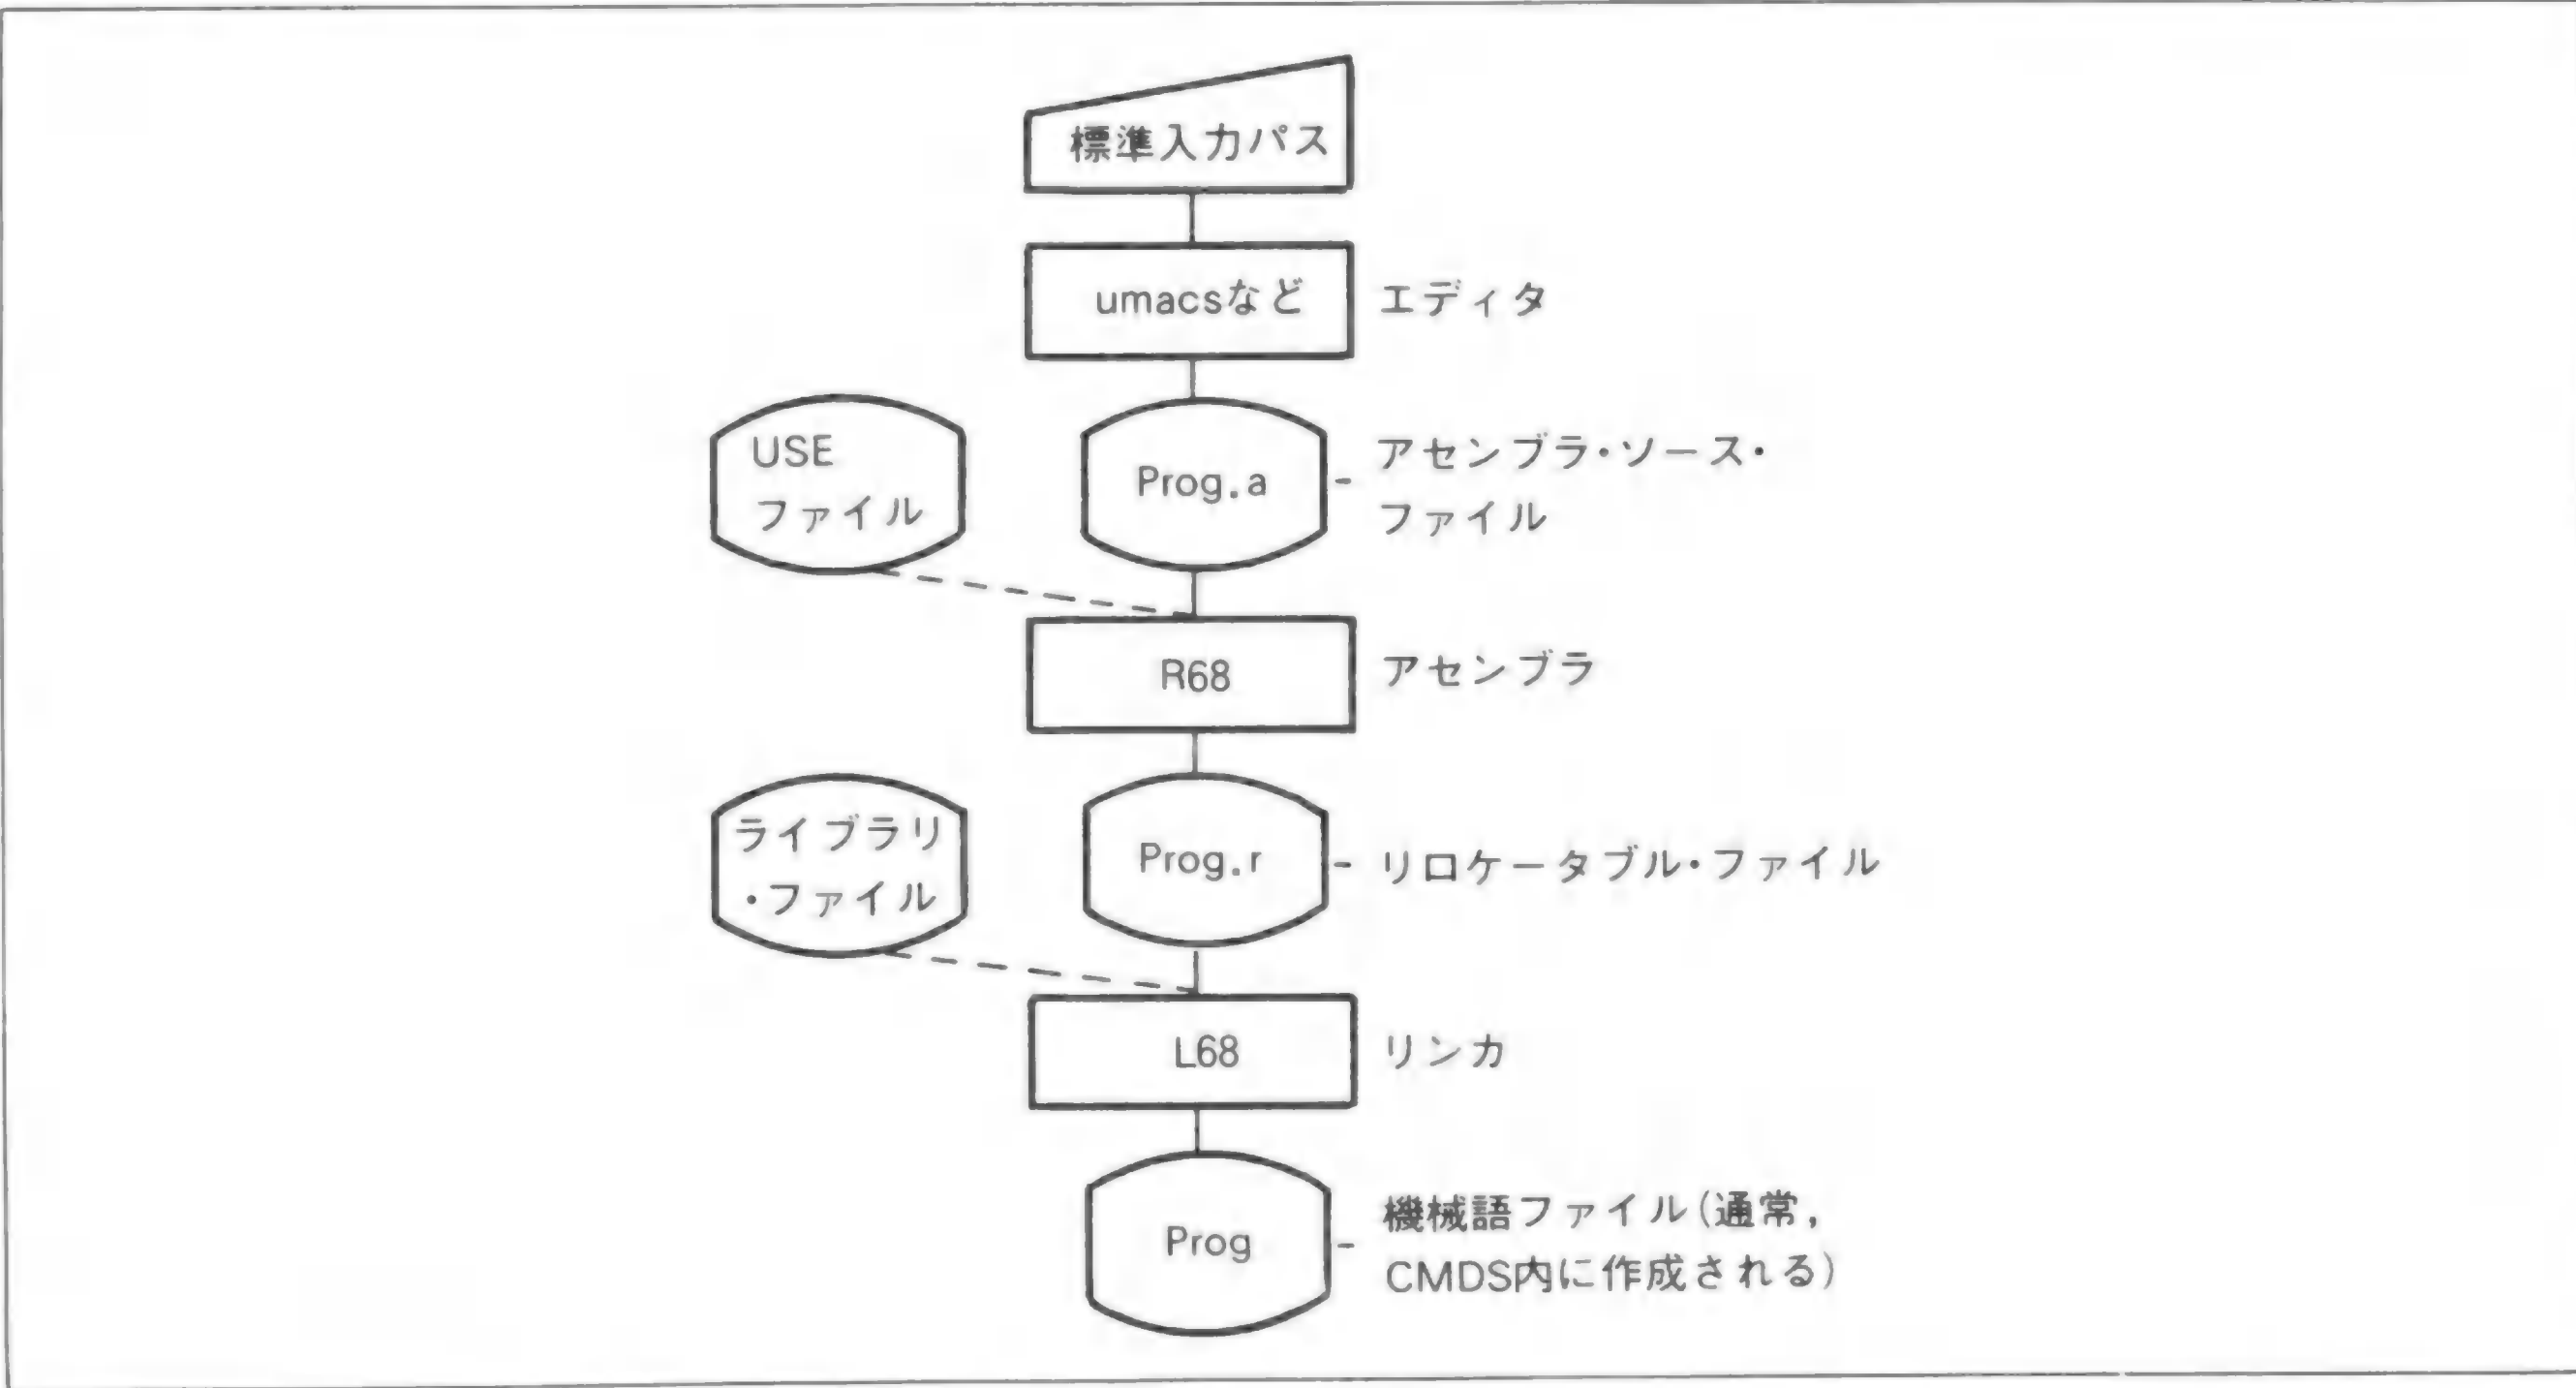 標準入力パス
umacsなど
エディタ
USE
ファイル
Prog.a
アセンブラ・ソース・
ファイル
R68
アセンブラ
ライブラリ
・ファイル
Prog.r
リロケータブル・ファイル
L68
リンカ
Prog
機械語ファイル(通常,
CMDS内に作成される)